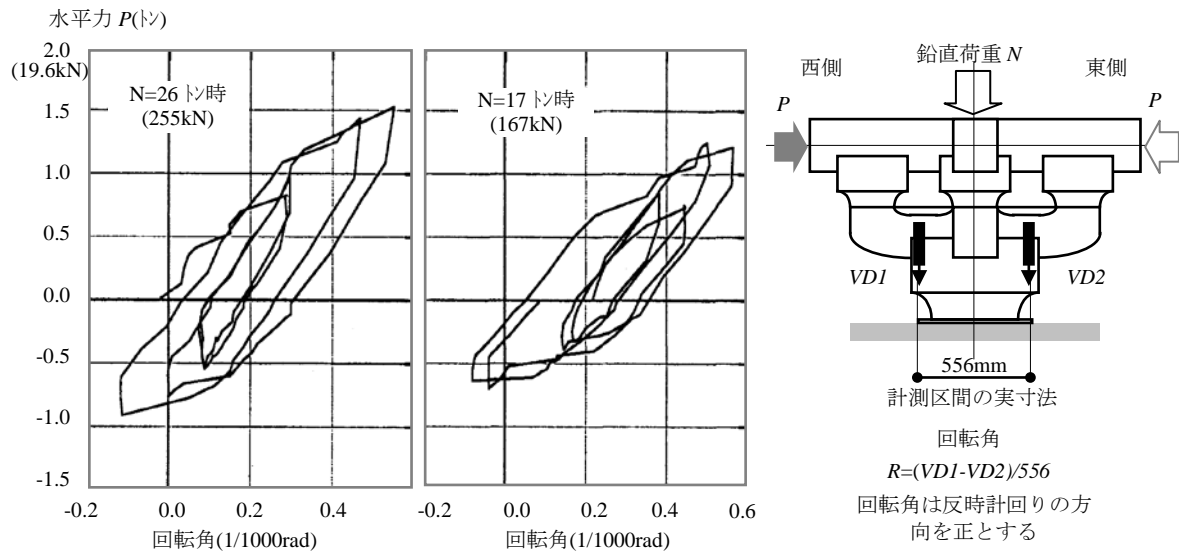 水平力 P(トン)
2.0
(19.6kN)
1.5
1.0
0.5
0.0
-0.5
-1.0
-1.5
N=26 トン時
(255kN)
-0.2
0.0
0.2
0.4
回転角(1/1000rad)
N=17 トン時
(167kN)
-0.2
0.0
0.2
0.4
0.6
回転角(1/1000rad)
鉛直荷重 N
西側
東側
P
P
VD1
VD2
556mm
計測区間の実寸法
回転角
R=(VD1-VD2)/556
回転角は反時計回りの方
向を正とする